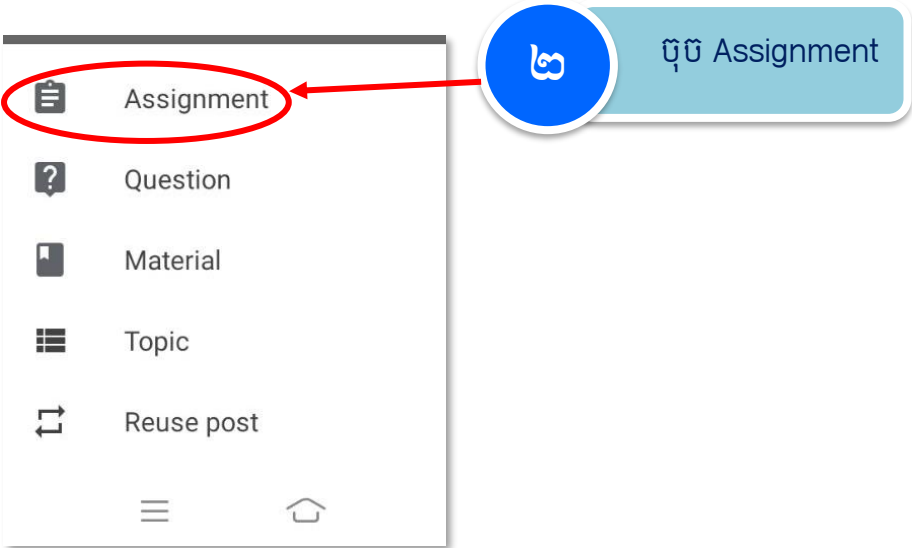 ២
ចុច Assignment
Assignment
Question
Material
Topic
Reuse post